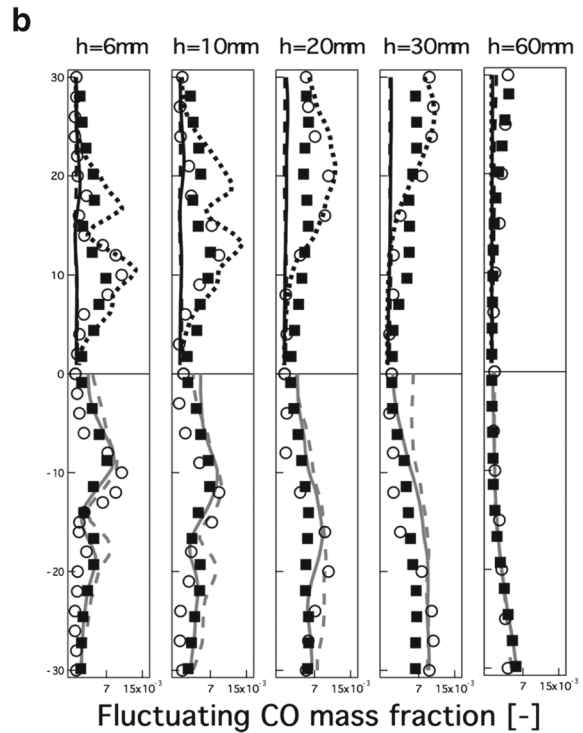 b
h=6mm h=10mm h=20mm h=30mm h=60mm
30
20
10
0
-10
-20
-30
7 15x10-3 7 15x10-3 7 15x10-3 7 15x10-3 7 15x10-3
Fluctuating CO mass fraction [-]